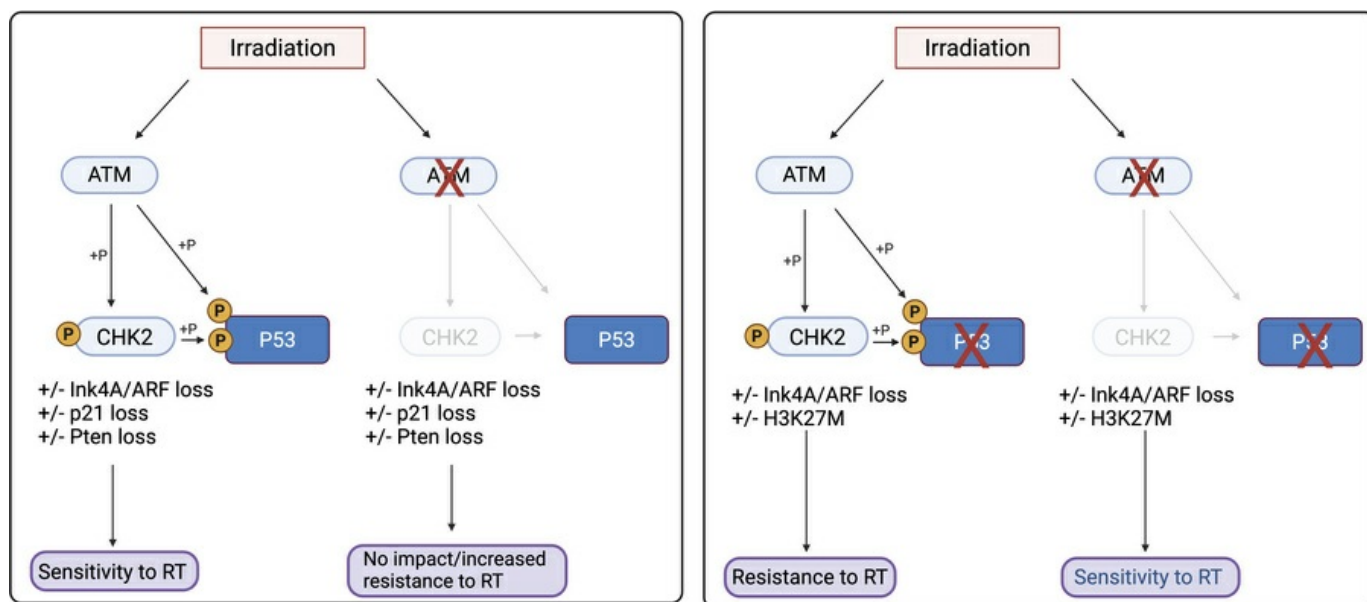 Irradiation
ATM
ATM
+P
+P
P
P
CHK2
+P
P
P53
CHK2
P53
+/- Ink4A/ARF loss
+/- p21 loss
+/- Pten loss
+/- Ink4A/ARF loss
+/- p21 loss
+/- Pten loss
Sensitivity to RT
No impact/increased
resistance to RT
Irradiation
ATM
ATM
+P
+P
P
P
CHK2
+P
P
P53
CHK2
P53
+/- Ink4A/ARF loss
+/- H3K27M
+/- Ink4A/ARF loss
+/- H3K27M
Resistance to RT
Sensitivity to RT